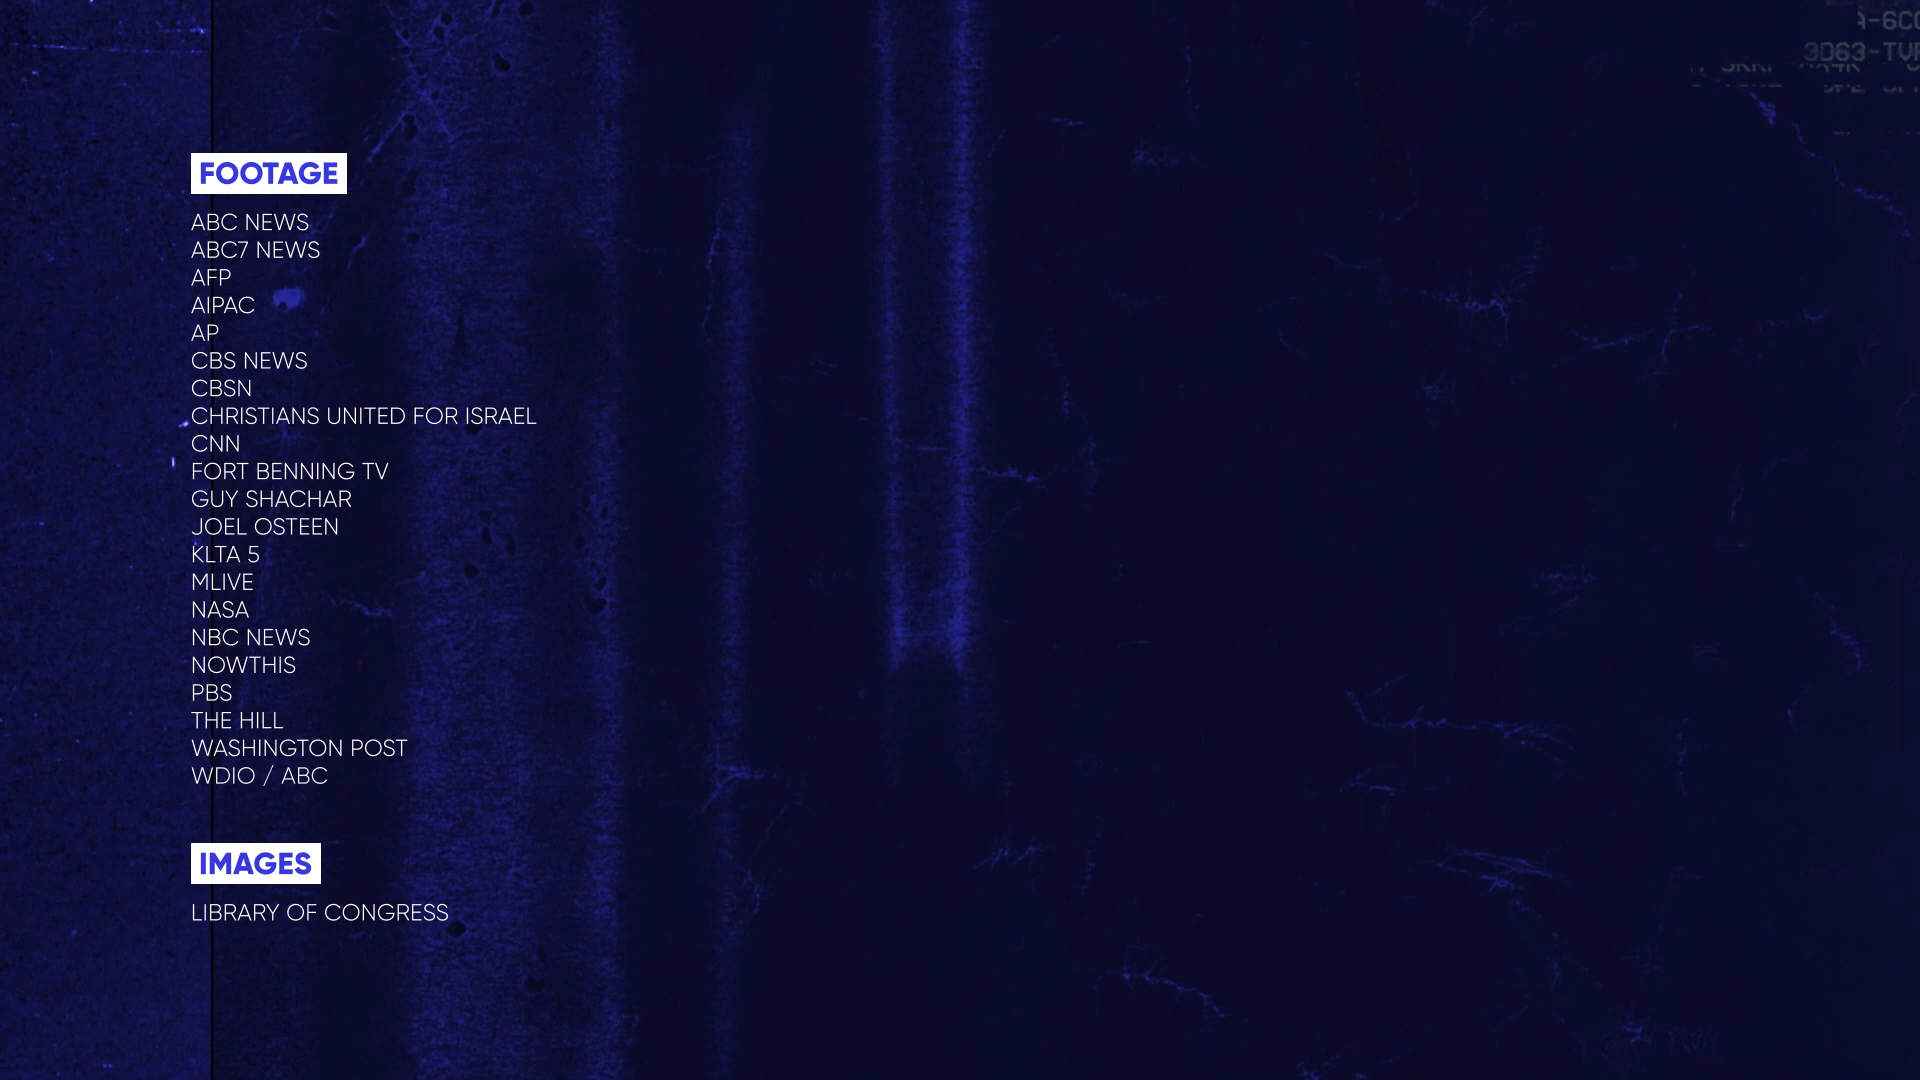 FOOTAGE
ABC NEWS
ABC7 NEWS
AFP
AIPAC
AP
CBS NEWS
CBSN
CHRISTIANS UNITED FOR ISRAEL
CNN
FORT BENNING TV
GUY SHACHAR
JOEL OSTEEN
KLTA 5
MLIVE
NASA
NBC NEWS
NOWTHIS
PBS
THE HILL
WASHINGTON POST
WDIO / ABC
IMAGES
LIBRARY OF CONGRESS